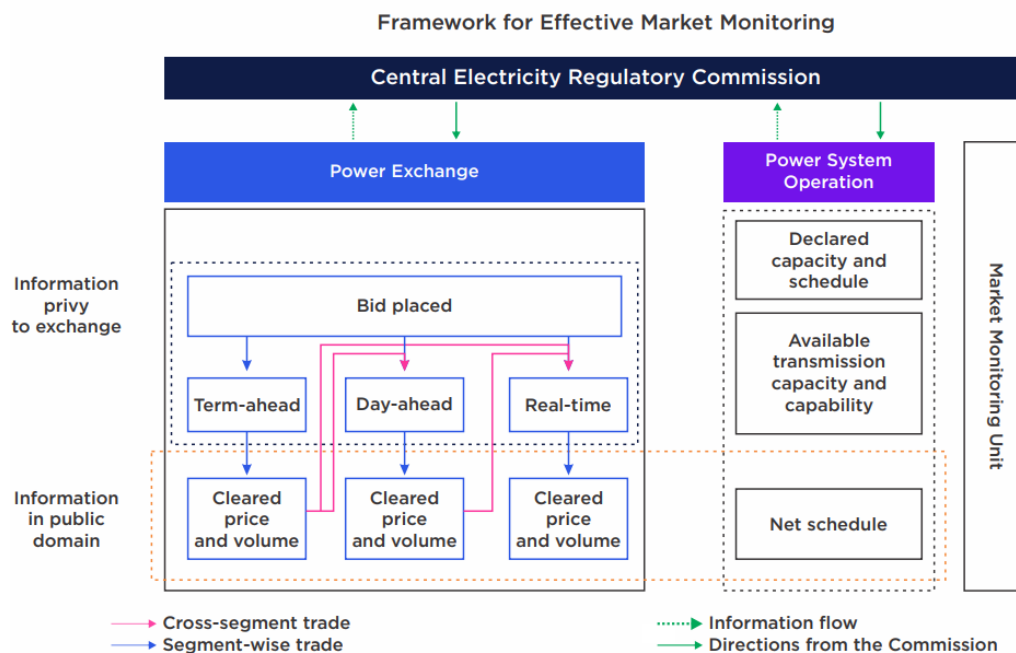 Framework for Effective Market Monitoring
Central Electricity Regulatory Commission
Power Exchange
Power System
Operation
Information
privy
to exchange
Bid placed
Term-ahead
Day-ahead
Real-time
Declared
capacity and
schedule
Available
transmission
capacity and
capability
Market Monitoring Unit
Information
in public
domain
Cleared
price
and volume
Cleared
price
and volume
Cleared
price
and volume
Net schedule
Cross-segment trade
Segment-wise trade
Information flow
Directions from the Commission